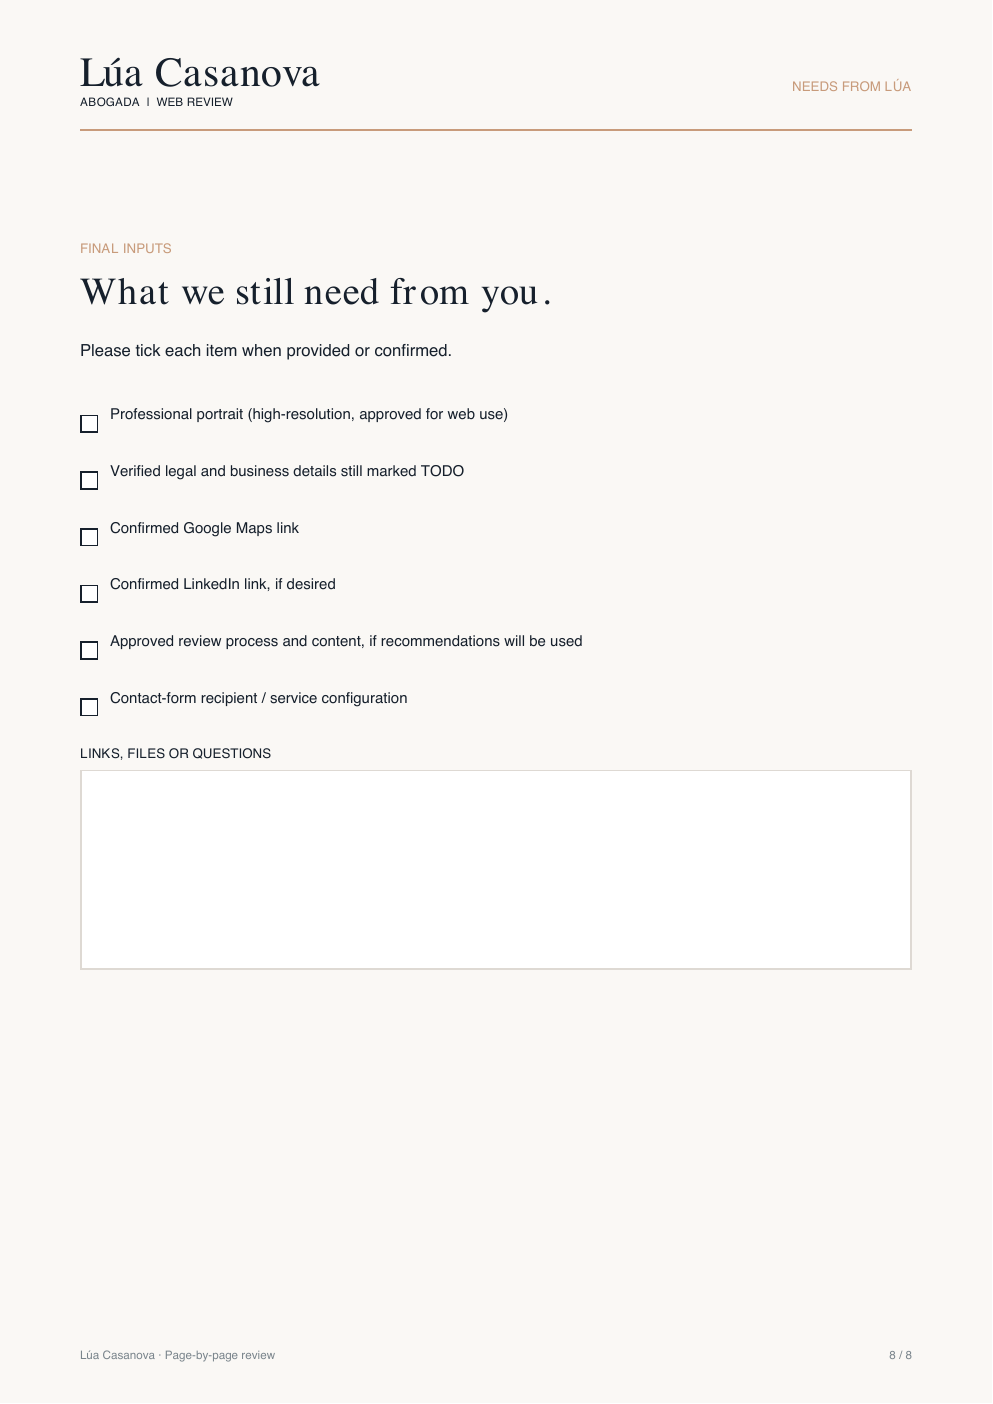 Lúa Casanova
ABOGADA | WEB REVIEW
NEEDS FROM LÚA
FINAL INPUTS
What we still need from you.
Please tick each item when provided or confirmed.
Professional portrait (high-resolution, approved for web use)
Verified legal and business details still marked TODO
Confirmed Google Maps link
Confirmed LinkedIn link, if desired
Approved review process and content, if recommendations will be used
Contact-form recipient / service configuration
LINKS, FILES OR QUESTIONS
Lúa Casanova · Page-by-page review
8 / 8